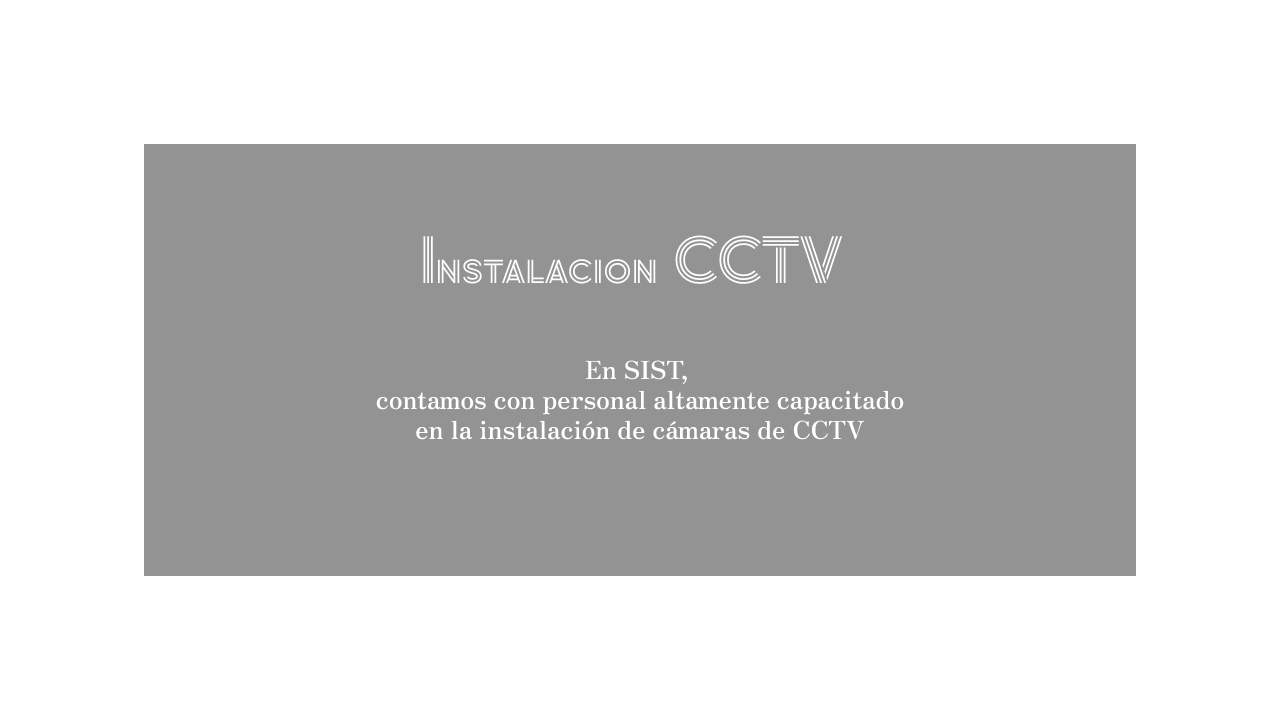 Instalacion CCTV
En SIST,
contamos con personal altamente capacitado
en la instalación de cámaras de CCTV